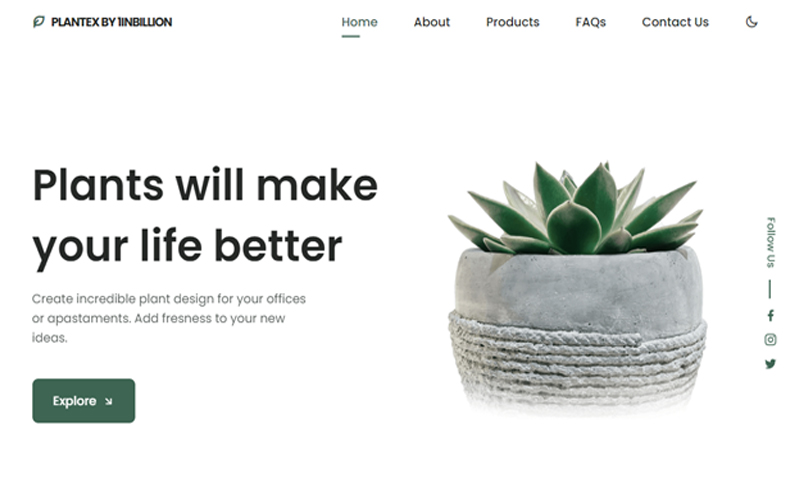 PLANTEX BY 1INBILLION
Home
About
Products
FAQs
Contact Us
Plants will make
your life better
Create incredible plant design for your offices
or apastaments. Add fresness to your new
ideas.
Explore
Follow Us